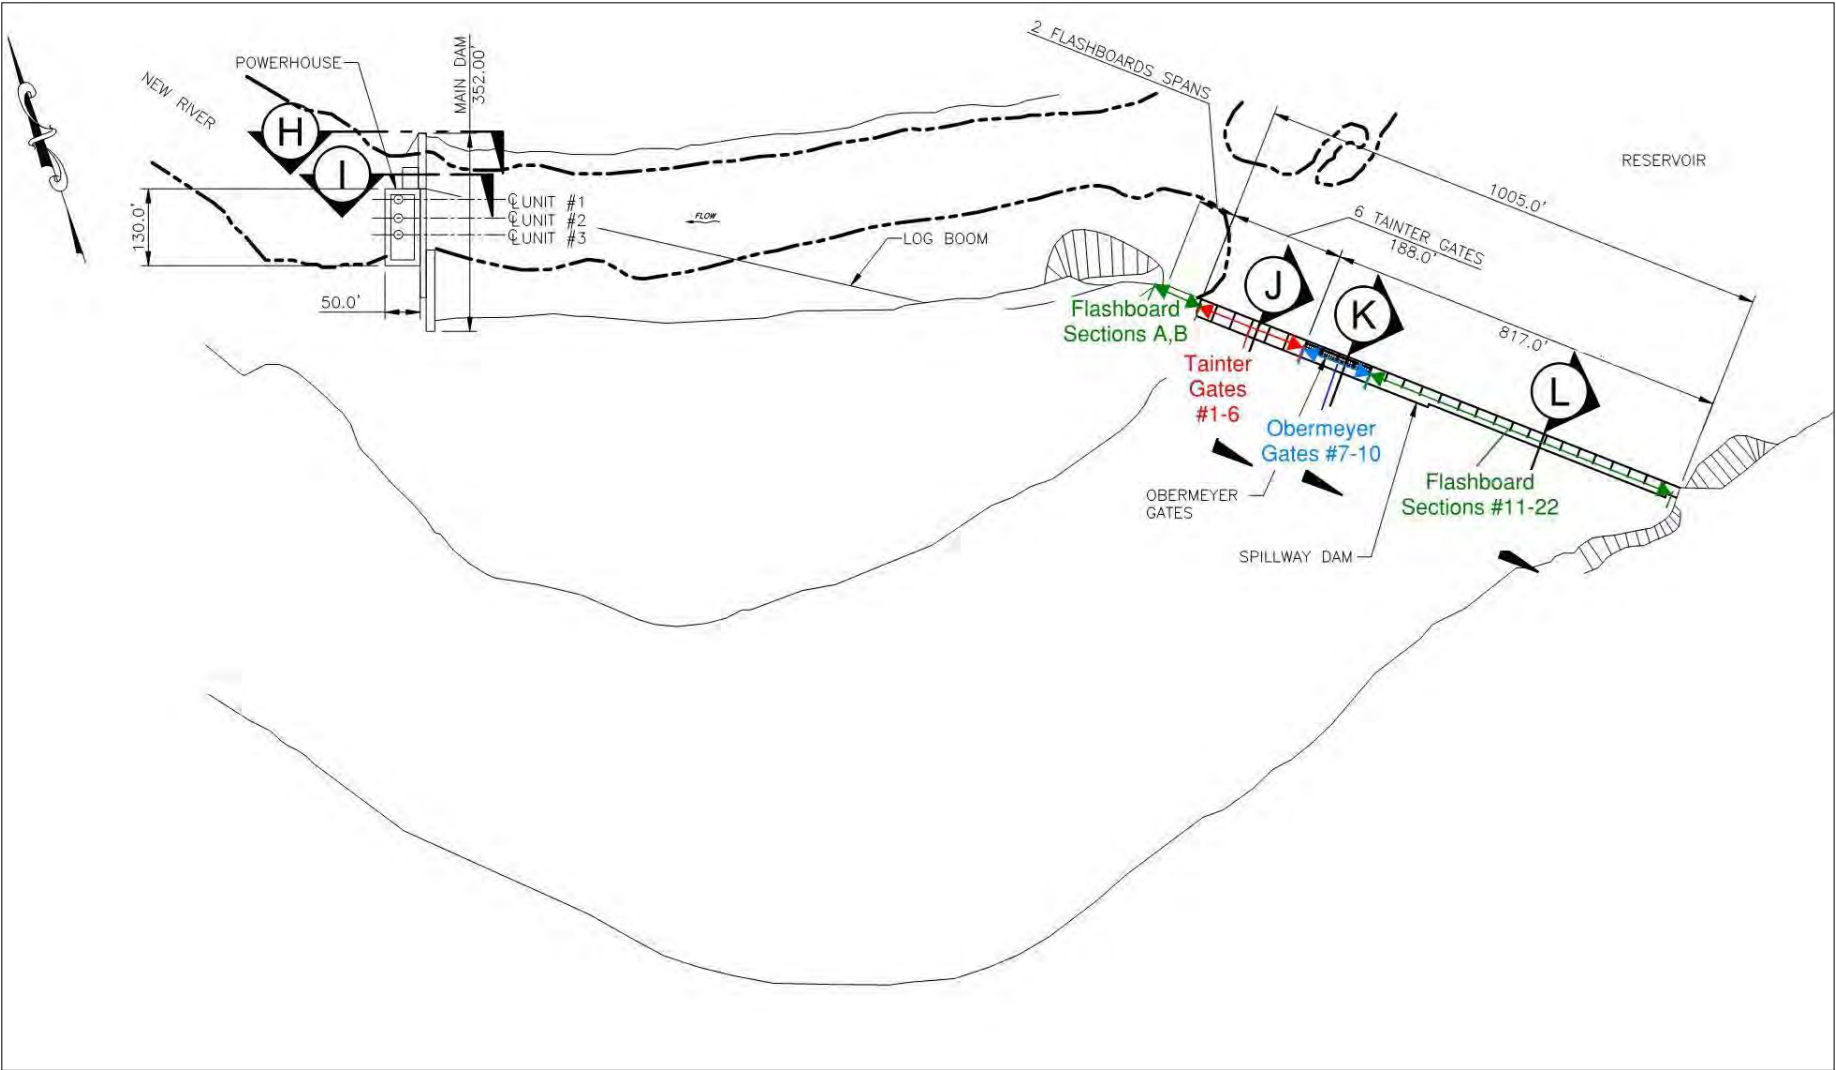 2 FLASHBOARDS SPANS
POWERHOUSE
MAIN DAM
352.00'
NEW RIVER
H
I
RESERVOIR
1005.0'
℄ UNIT #1
℄ UNIT #2
℄ UNIT #3
FLOW
6 TAINTER GATES
188.0'
130.0'
LOG BOOM
50.0'
J
K
L
817.0'
Flashboard
Sections A,B
Tainter
Gates
#1-6
Obermeyer
Gates #7-10
OBERMEYER
GATES
Flashboard
Sections #11-22
SPILLWAY DAM